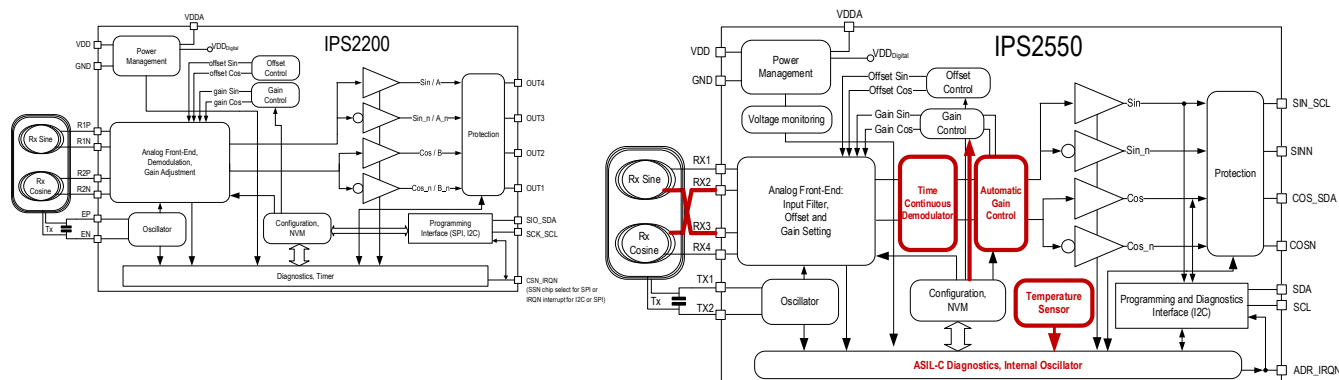 IPS2200
VDDA
VDD
GND
Power
Management
VDDDigital
offset Sin
offset Cos
Offset
Control
gain Sin
gain Cos
Gain
Control
Rx Sine
Rx
Cosine
R1P
R1N
R2P
R2N
Analog Front-End,
Demodulation,
Gain Adjustment
Sin / A
Sin_n / A_n
Cos / B
Cos_n / B_n
Protection
OUT4
OUT3
OUT2
OUT1
Tx
EP
EN
Oscillator
Configuration,
NVM
Programming
Interface (SPI, I2C)
SIO_SDA
SCK_SCL
Diagnostics, Timer
CSN_IRQN
(SSN chip select for SPI or
IRQN interrupt for I2C or SPI)
IPS2550
VDDA
VDD
GND
Power
Management
VDDDigital
Voltage monitoring
Offset Sin
Offset Cos
Offset
Control
Gain Sin
Gain Cos
Gain
Control
Rx Sine
Rx
Cosine
RX1
RX2
RX3
RX4
Analog Front-End:
Input Filter,
Offset and
Gain Setting
Time
Continuous
Demodulator
Automatic
Gain
Control
Sin
Sin_n
Cos
Cos_n
Protection
SIN_SCL
SINN
COS_SDA
COSN
Tx
TX1
TX2
Oscillator
Configuration,
NVM
Temperature
Sensor
Programming and Diagnostics
Interface (I2C)
SDA
SCL
ASIL-C Diagnostics, Internal Oscillator
ADR_IRQN